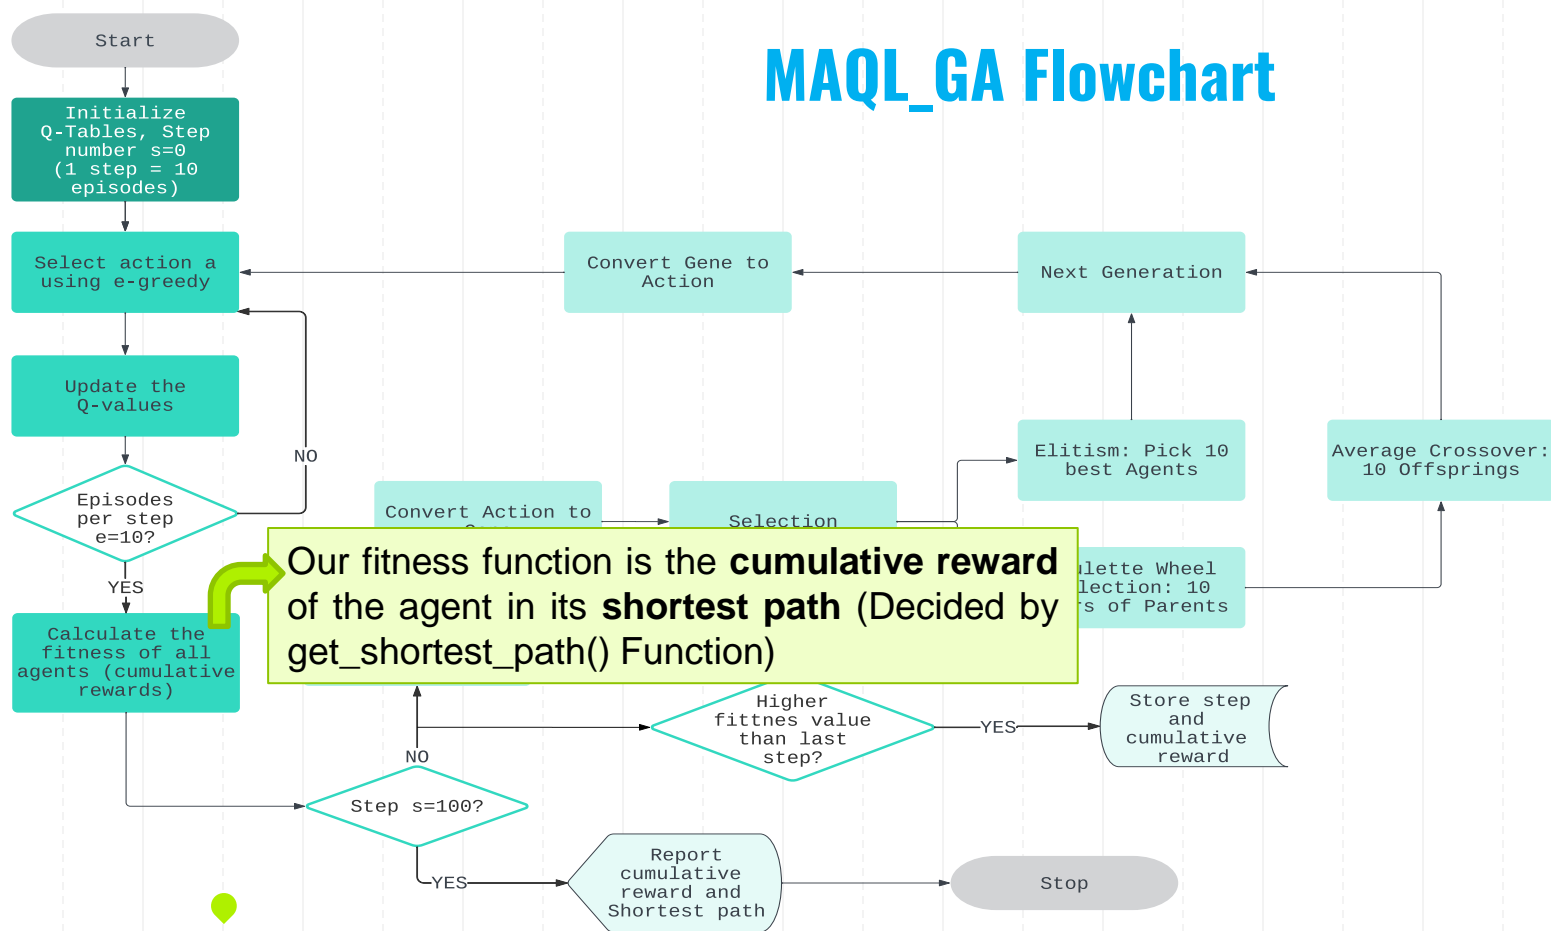 MAQL_GA Flowchart
Start
Initialize
Q-Tables, Step
number s=0
(1 step = 10
episodes)
Select action a
using e-greedy
Convert Gene to
Action
Next Generation
Update the
Q-values
NO
Episodes
per step
e=10?
YES
Convert Action to
Selection
Elitism: Pick 10
best Agents
Average Crossover:
10 Offsprings
Our fitness function is the cumulative reward
of the agent in its shortest path (Decided by
get_shortest_path() Function)
10
of Parents
Calculate the
fitness of all
agents (cumulative
rewards)
Higher
fittnes value
than last
step?
YES
Store step
and
cumulative
reward
NO
Step s=100?
YES
Report
cumulative
reward and
Shortest path
Stop